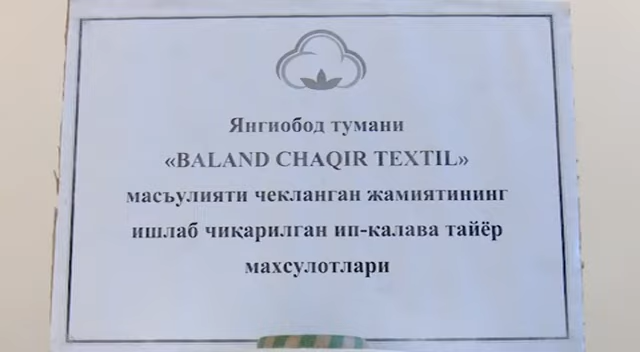 Янгиобод тумани
«BALAND CHAQIR TEXTIL»
масъулияти чекланган жамиятининг
ишлаб чиқарилган ип-калава тайёр
махсулотлари